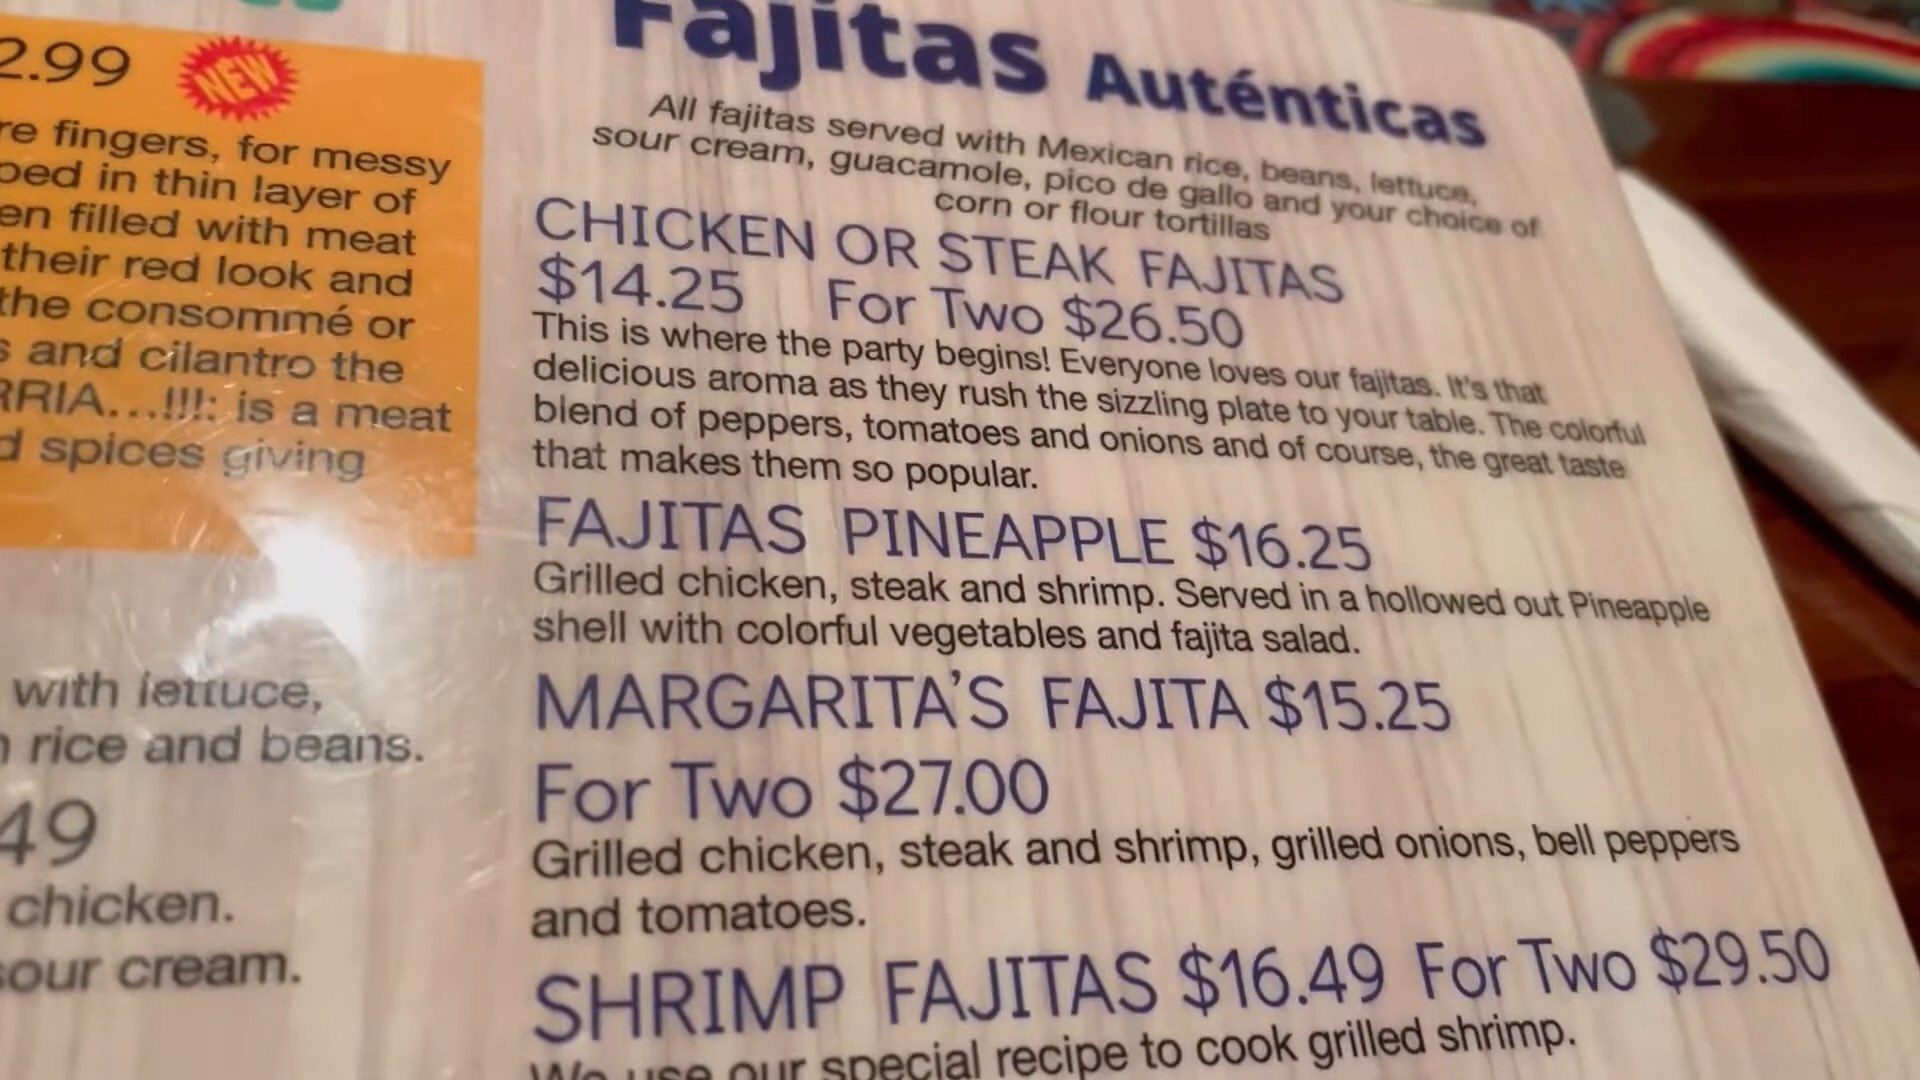 2.99
NEW
re fingers, for messy
ped in thin layer of
en filled with meat
their red look and
the consommé or
s and cilantro the
RRIA...!!!: is a meat
d spices giving
with lettuce,
rice and beans.
49
chicken.
sour cream.
Fajitas Auténticas
All fajitas served with Mexican rice, beans, lettuce,
sour cream, guacamole, pico de gallo and your choice of
corn or flour tortillas
CHICKEN OR STEAK FAJITAS
$14.25 For Two $26.50
This is where the party begins! Everyone loves our fajitas. It's that
delicious aroma as they rush the sizzling plate to your table. The colorful
blend of peppers, tomatoes and onions and of course, the great taste
that makes them so popular.
FAJITAS PINEAPPLE $16.25
Grilled chicken, steak and shrimp. Served in a hollowed out Pineapple
shell with colorful vegetables and fajita salad.
MARGARITA'S FAJITA $15.25
For Two $27.00
Grilled chicken, steak and shrimp, grilled onions, bell peppers
and tomatoes.
SHRIMP FAJITAS $16.49 For Two $29.50
We use our special recipe to cook grilled shrimp.